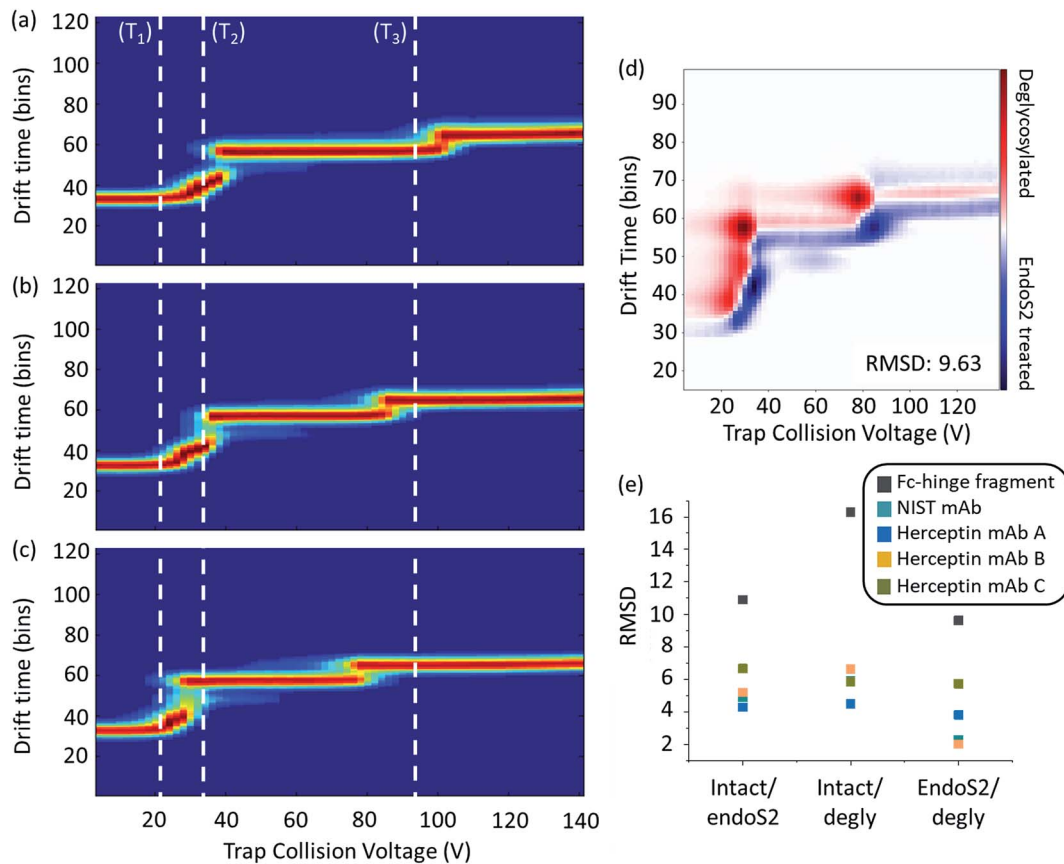 (a)
(T1)
(T2)
(T3)
120
100
80
60
40
20
Drift time (bins)
(b)
120
100
80
60
40
20
Drift time (bins)
(c)
120
100
80
60
40
20
Drift time (bins)
20 40 60 80 100 120 140
Trap Collision Voltage (V)
(d)
90
80
70
60
50
40
30
20
Drift Time (bins)
RMSD: 9.63
20 40 60 80 100 120
Trap Collision Voltage (V)
Deglycosylated
EndoS2 treated
(e)
Fc-hinge fragment
NIST mAb
Herceptin mAb A
Herceptin mAb B
Herceptin mAb C
16
14
12
10
8
6
4
2
RMSD
Intact/ Intact/ EndoS2/
endoS2 degly degly